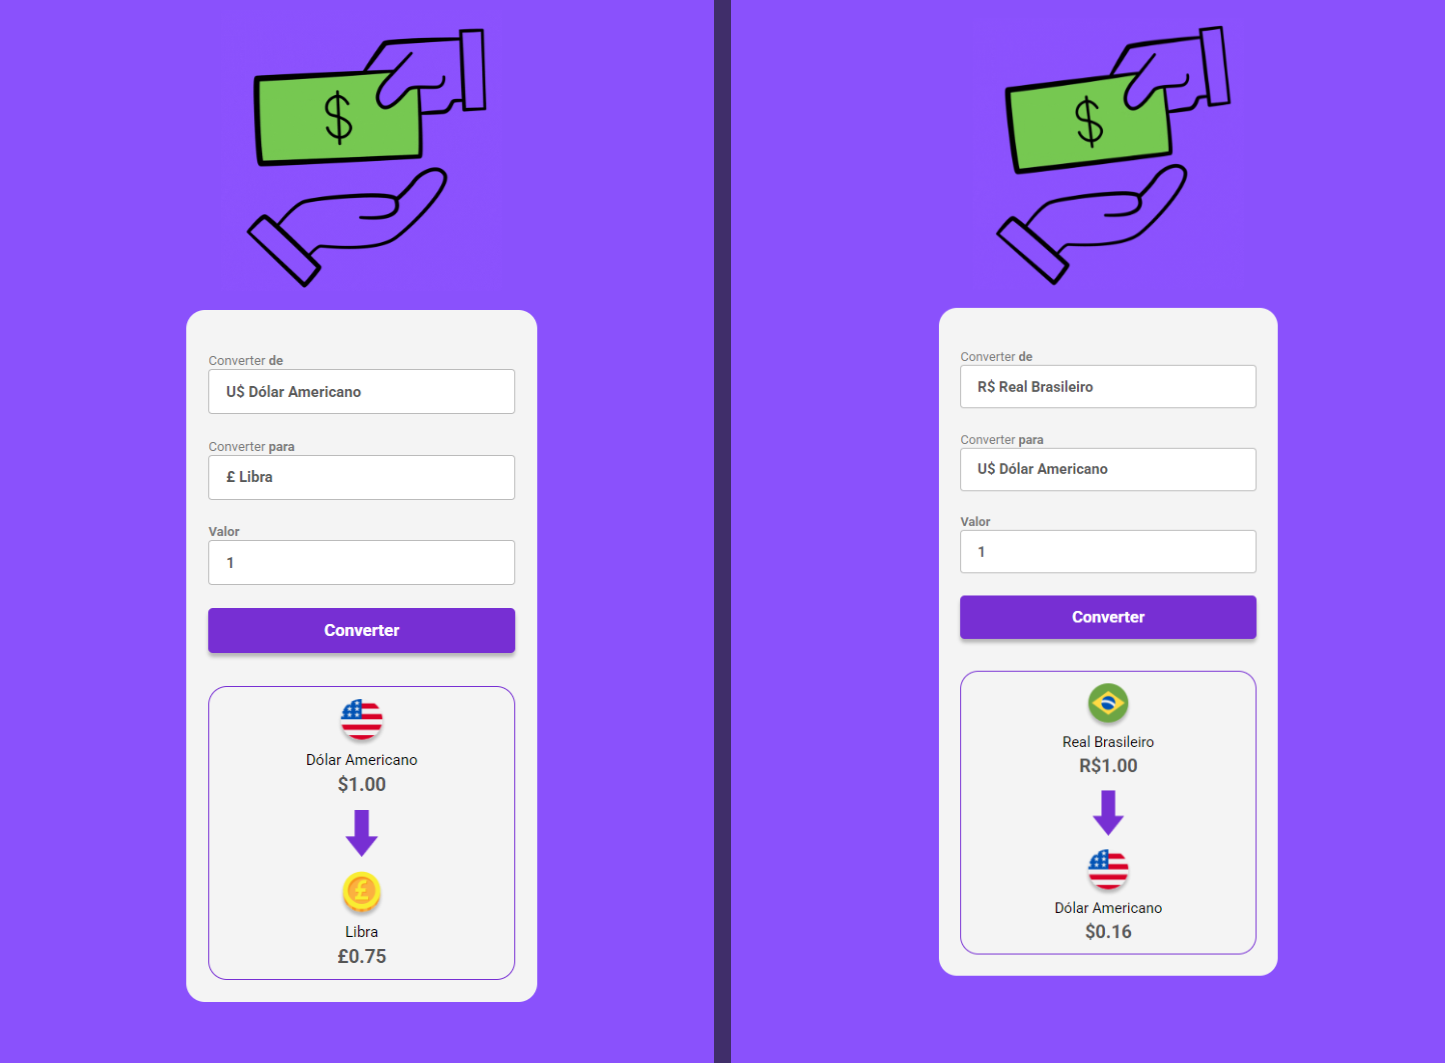 $
Converter de
U$ Dólar Americano
Converter para
£ Libra
Valor
1
Converter
Dólar Americano
$1.00
£
Libra
£0.75
$
Converter de
R$ Real Brasileiro
Converter para
U$ Dólar Americano
Valor
1
Converter
Real Brasileiro
R$1.00
Dólar Americano
$0.16